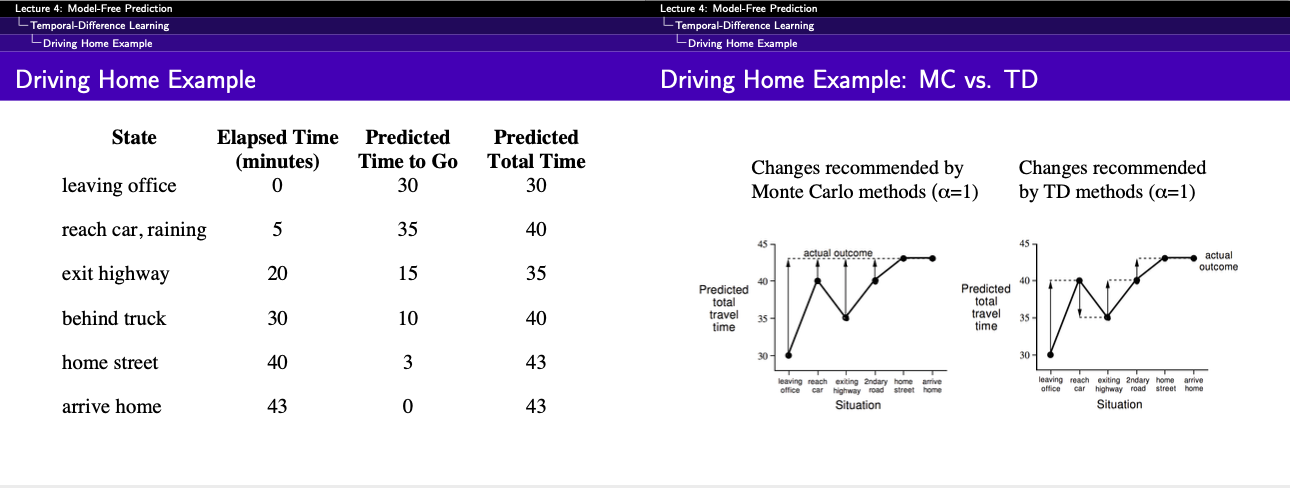 Lecture 4: Model-Free Prediction
Temporal-Difference Learning
Driving Home Example
Driving Home Example
State Elapsed Time (minutes) Predicted Time to Go Predicted Total Time
leaving office 0 30 30
reach car, raining 5 35 40
exit highway 20 15 35
behind truck 30 10 40
home street 40 3 43
arrive home 43 0 43
Lecture 4: Model-Free Prediction
Temporal-Difference Learning
Driving Home Example
Driving Home Example: MC vs. TD
Changes recommended by
Monte Carlo methods (α=1)
45
40
35
30
actual outcome
Predicted
total
travel
time
leaving office
reach car
exiting highway
2ndary road
home street
arrive home
Situation
Changes recommended
by TD methods (α=1)
45
40
35
30
actual
outcome
Predicted
total
travel
time
leaving office
reach car
exiting highway
2ndary road
home street
arrive home
Situation